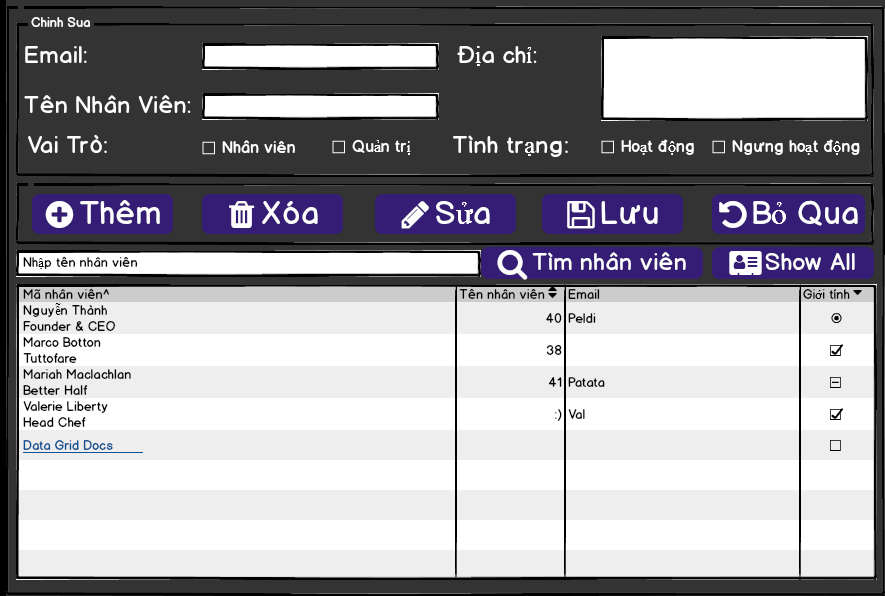 Chinh Sua
Email:
Địa chỉ:
Tên Nhân Viên:
Vai Trò:
Nhân viên
Quản trị
Tình trạng:
Hoạt động
Ngưng hoạt động
Thêm
Xóa
Sửa
Lưu
Bỏ Qua
Nhập tên nhân viên
Tìm nhân viên
Show All
Mã nhân viên^ Tên nhân viên Email Giới tính
Nguyễn Thành
Founder & CEO
40 Peldi
Marco Botton
Tuttofare
38
Mariah Maclachlan
Better Half
41 Patata
Valerie Liberty
Head Chef
:) Val
Data Grid Docs